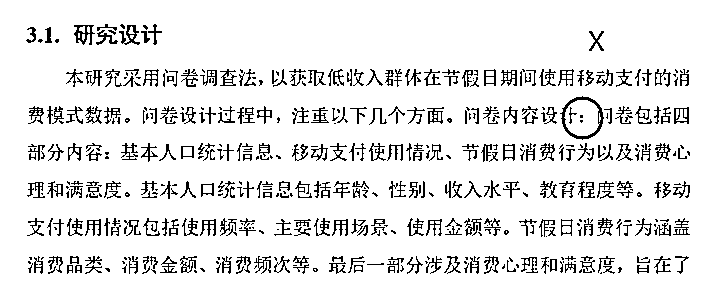 3.1. 研究设计
X
本研究采用问卷调查法，以获取低收入群体在节假日期间使用移动支付的消
费模式数据。问卷设计过程中，注重以下几个方面。问卷内容设计：问卷包括四
部分内容：基本人口统计信息、移动支付使用情况、节假日消费行为以及消费心
理和满意度。基本人口统计信息包括年龄、性别、收入水平、教育程度等。移动
支付使用情况包括使用频率、主要使用场景、使用金额等。节假日消费行为涵盖
消费品类、消费金额、消费频次等。最后一部分涉及消费心理和满意度，旨在了